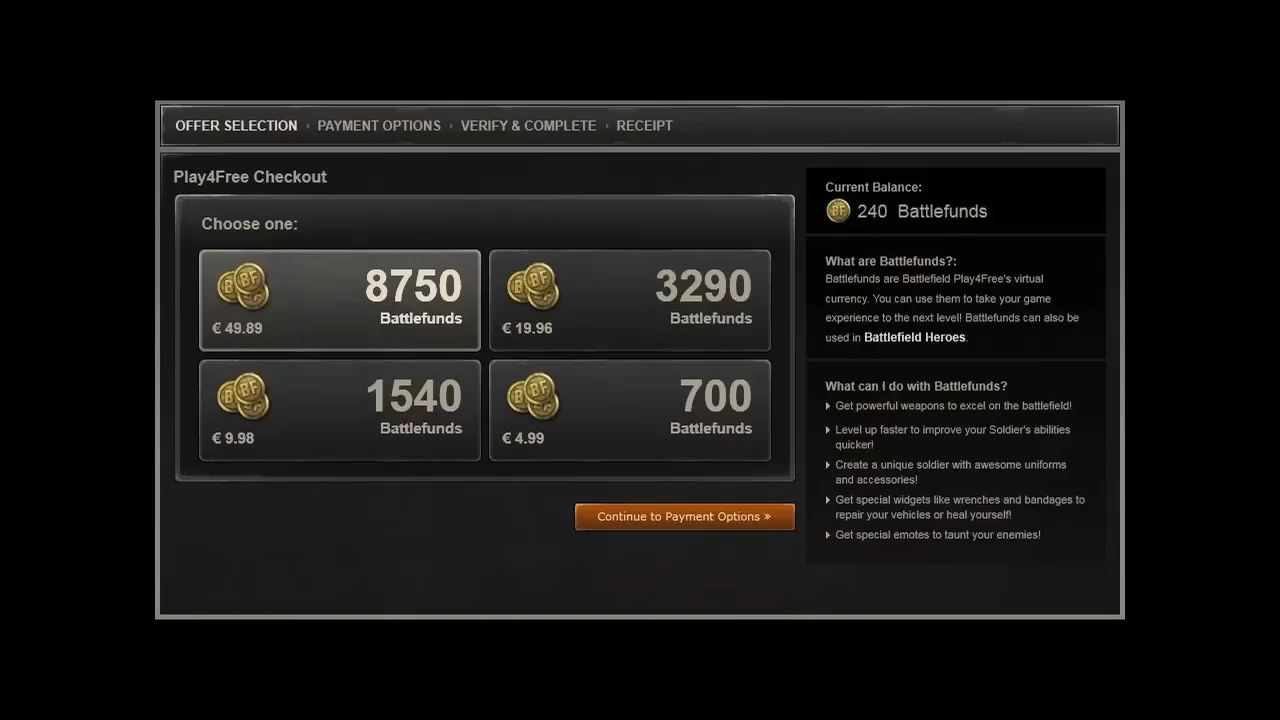 OFFER SELECTION › PAYMENT OPTIONS › VERIFY & COMPLETE › RECEIPT
Play4Free Checkout
Choose one:
8750
Battlefunds
€ 49.89
3290
Battlefunds
€ 19.96
1540
Battlefunds
€ 9.98
700
Battlefunds
€ 4.99
Continue to Payment Options »
Current Balance:
BF 240 Battlefunds
What are Battlefunds?:
Battlefunds are Battlefield Play4Free's virtual
currency. You can use them to take your game
experience to the next level! Battlefunds can also be
used in Battlefield Heroes.
What can I do with Battlefunds?
Get powerful weapons to excel on the battlefield!
Level up faster to improve your Soldier's abilities
quicker!
Create a unique soldier with awesome uniforms
and accessories!
Get special widgets like wrenches and bandages to
repair your vehicles or heal yourself!
Get special emotes to taunt your enemies!